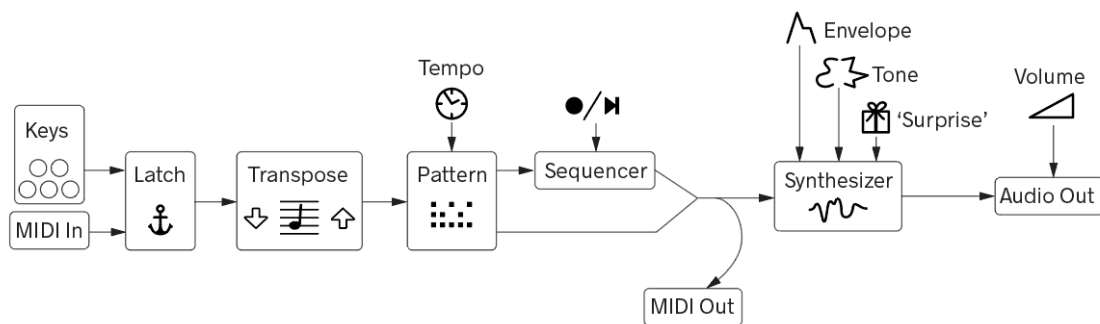 Envelope
Tone
'Surprise'
Volume
Tempo
Keys
Latch
Transpose
Pattern
Sequencer
Synthesizer
Audio Out
MIDI In
MIDI Out